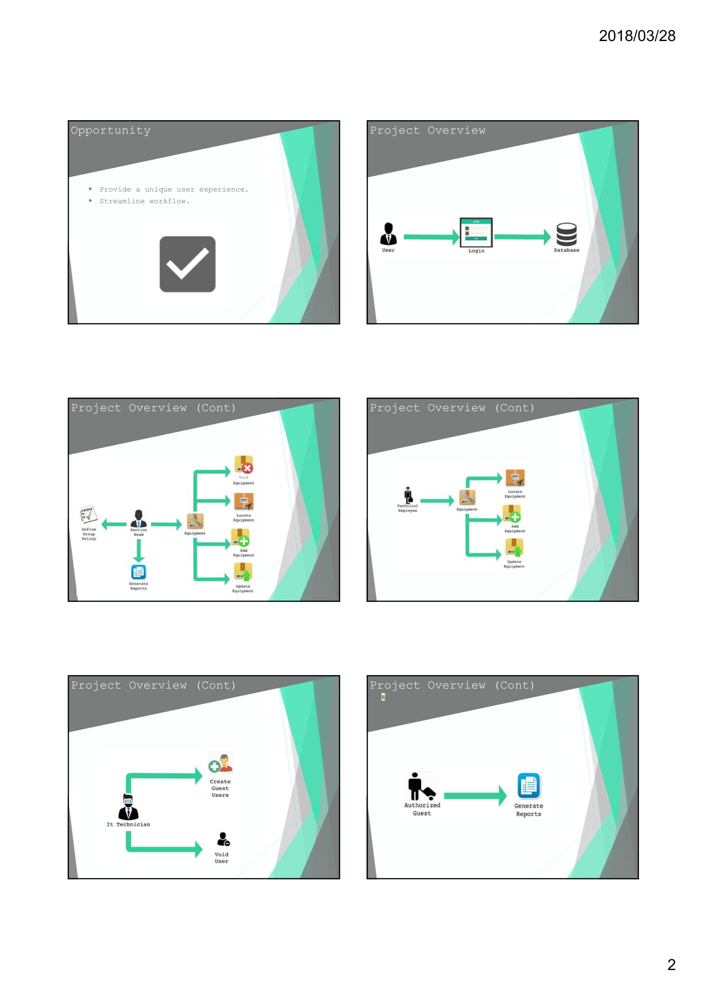 2018/03/28
Opportunity
Provide a unique user experience.
Streamline workflow.
Project Overview
User
Login
Database
Project Overview (Cont)
Void
Equipment
Locate
Equipment
Policy
Define
Group
Policy
Section
Head
Equipment
Add
Equipment
Generate
Reports
Update
Equipment
Project Overview (Cont)
Technical
Employee
Equipment
Locate
Equipment
Add
Equipment
Update
Equipment
Project Overview (Cont)
Create
Guest
Users
It Technician
Void
User
Project Overview (Cont)
8
Authorized
Guest
Generate
Reports
2